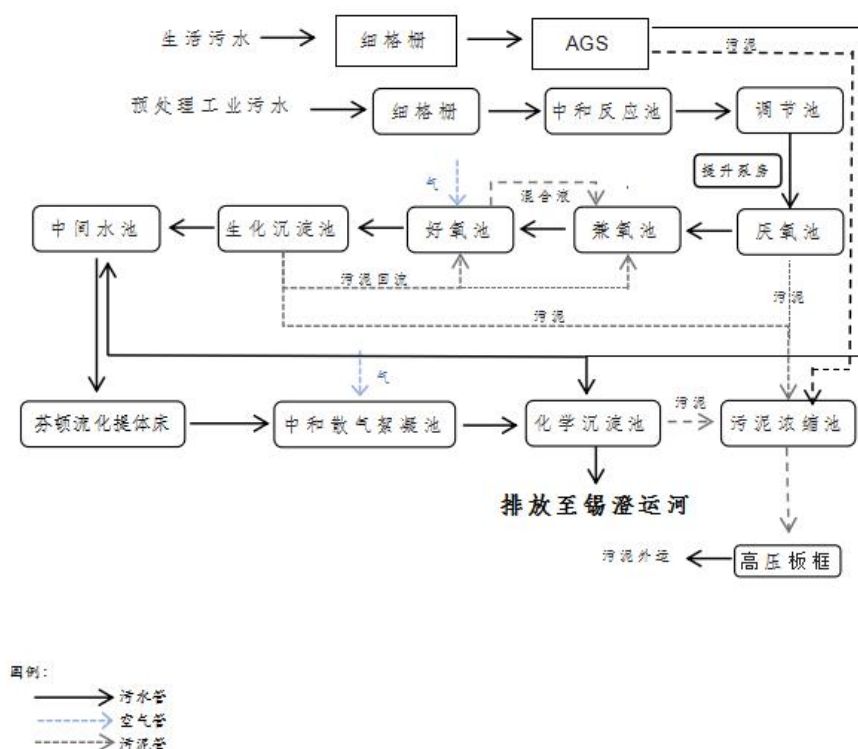 生活污水
细格栅
AGS
污泥
预处理工业污水
细格栅
中和反应池
调节池
提升泵房
气
混合液
中间水池
生化沉淀池
好氧池
兼氧池
厌氧池
污泥回流
污泥
污泥
气
芬顿流化提体床
中和散气絮凝池
化学沉淀池
污泥
污泥浓缩池
排放至锡澄运河
污泥外运
高压板框
图例：
污水管
空气管
污泥管